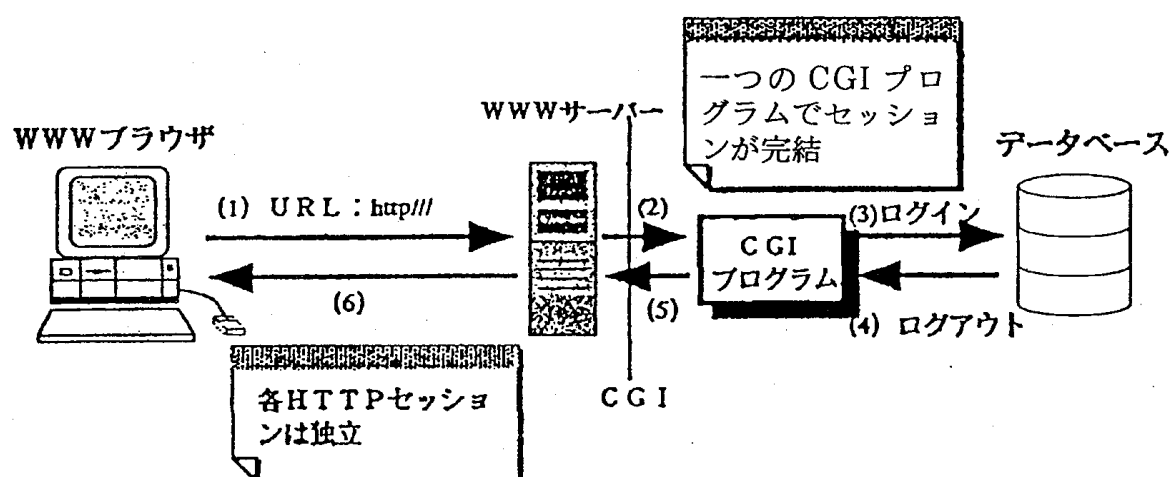 一つの CGI プロ
グラムでセッショ
ンが完結
WWWサーバー
WWWブラウザ
データベース
(1) URL：http///
(2)
(3)ログイン
CGI
プログラム
(6)
(5)
(4) ログアウト
各HTTPセッショ
ンは独立
CGI